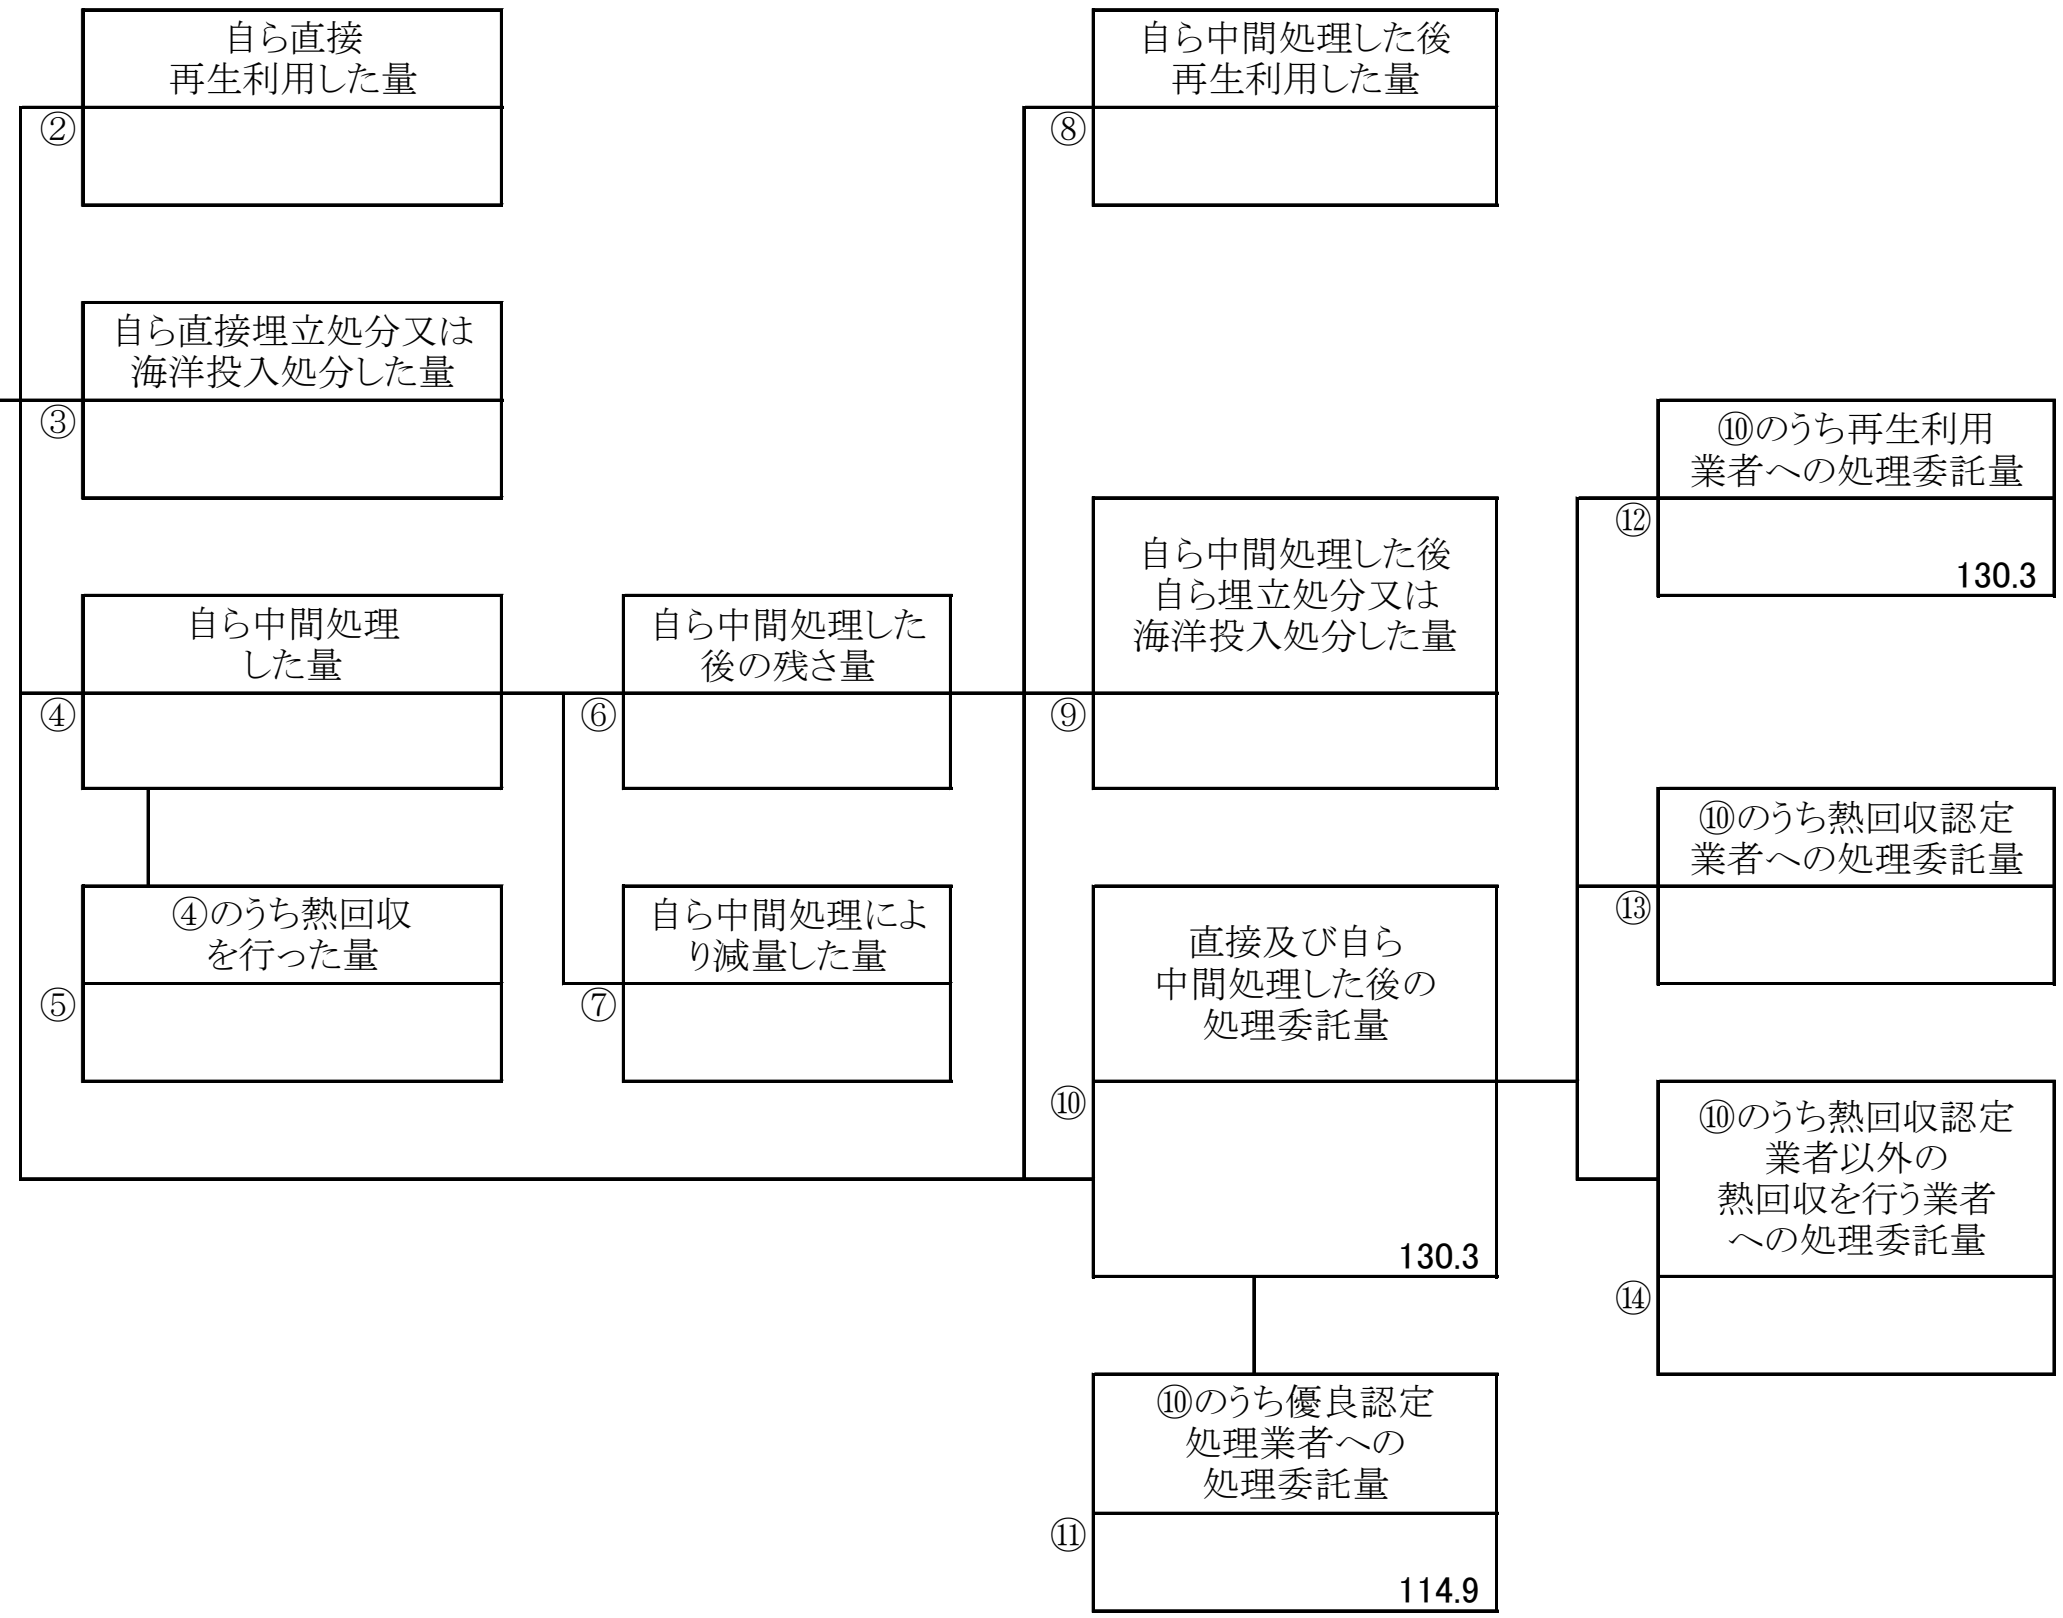 自ら直接
再生利用した量
②
自ら直接埋立処分又は
海洋投入処分した量
③
自ら中間処理
した量
④
④のうち熱回収
を行った量
⑤
自ら中間処理した
後の残さ量
⑥
自ら中間処理によ
り減量した量
⑦
自ら中間処理した後
再生利用した量
⑧
自ら中間処理した後
自ら埋立処分又は
海洋投入処分した量
⑨
直接及び自ら
中間処理した後の
処理委託量
⑩
130.3
⑩のうち優良認定
処理業者への
処理委託量
⑪
114.9
⑩のうち再生利用
業者への処理委託量
⑫
130.3
⑩のうち熱回収認定
業者への処理委託量
⑬
⑩のうち熱回収認定
業者以外の
熱回収を行う業者
への処理委託量
⑭